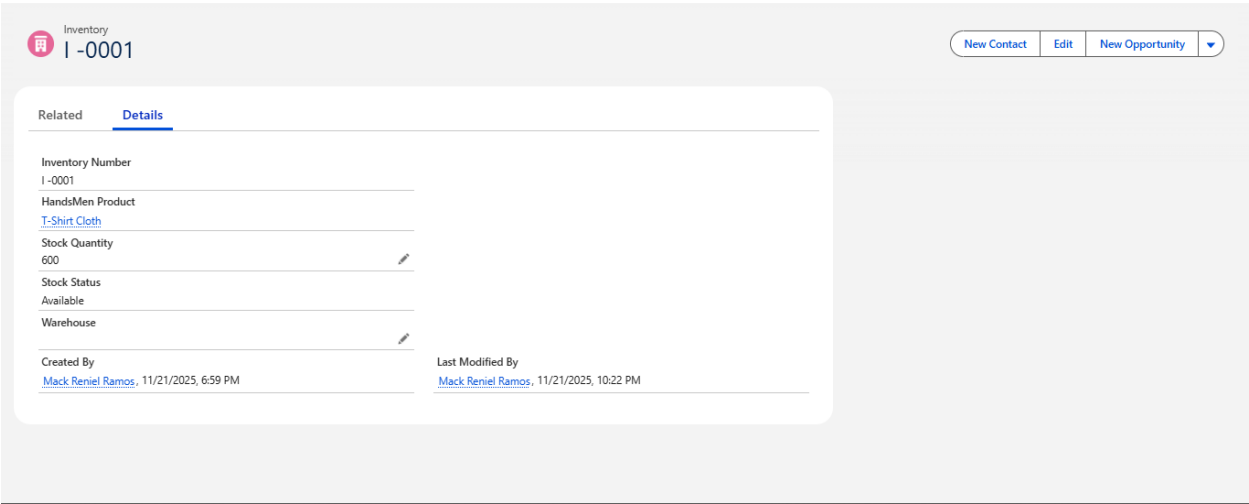 Inventory
I -0001
New Contact
Edit
New Opportunity
Related
Details
Inventory Number
I -0001
HandsMen Product
T-Shirt Cloth
Stock Quantity
600
Stock Status
Available
Warehouse
Created By
Mack Reniel Ramos, 11/21/2025, 6:59 PM
Last Modified By
Mack Reniel Ramos, 11/21/2025, 10:22 PM